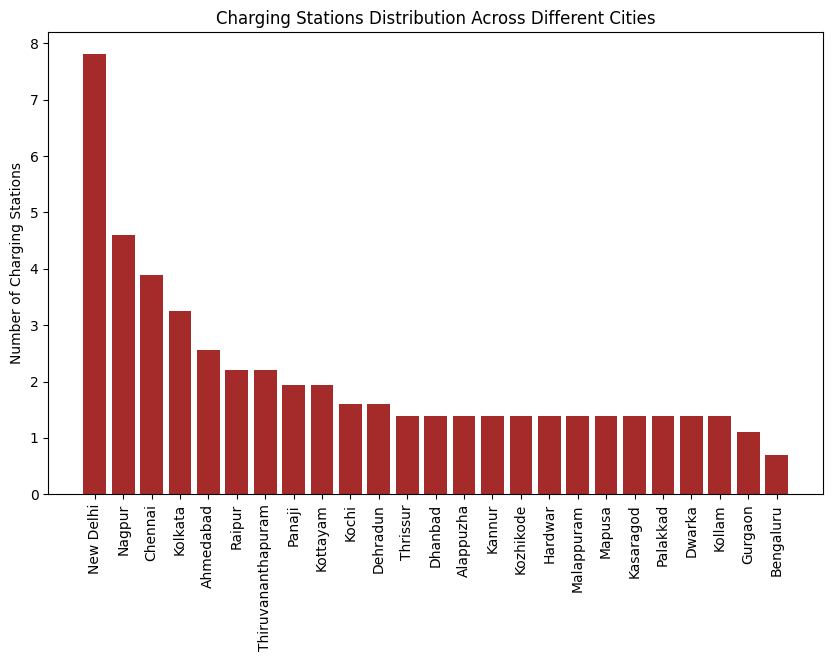 Charging Stations Distribution Across Different Cities
Number of Charging Stations
8
7
6
5
4
3
2
1
0
New Delhi
Nagpur
Chennai
Kolkata
Ahmedabad
Raipur
Thiruvananthapuram
Panaji
Kottayam
Kochi
Dehradun
Thrissur
Dhanbad
Alappuzha
Kannur
Kozhikode
Hardwar
Malappuram
Mapusa
Kasaragod
Palakkad
Dwarka
Kollam
Gurgaon
Bengaluru